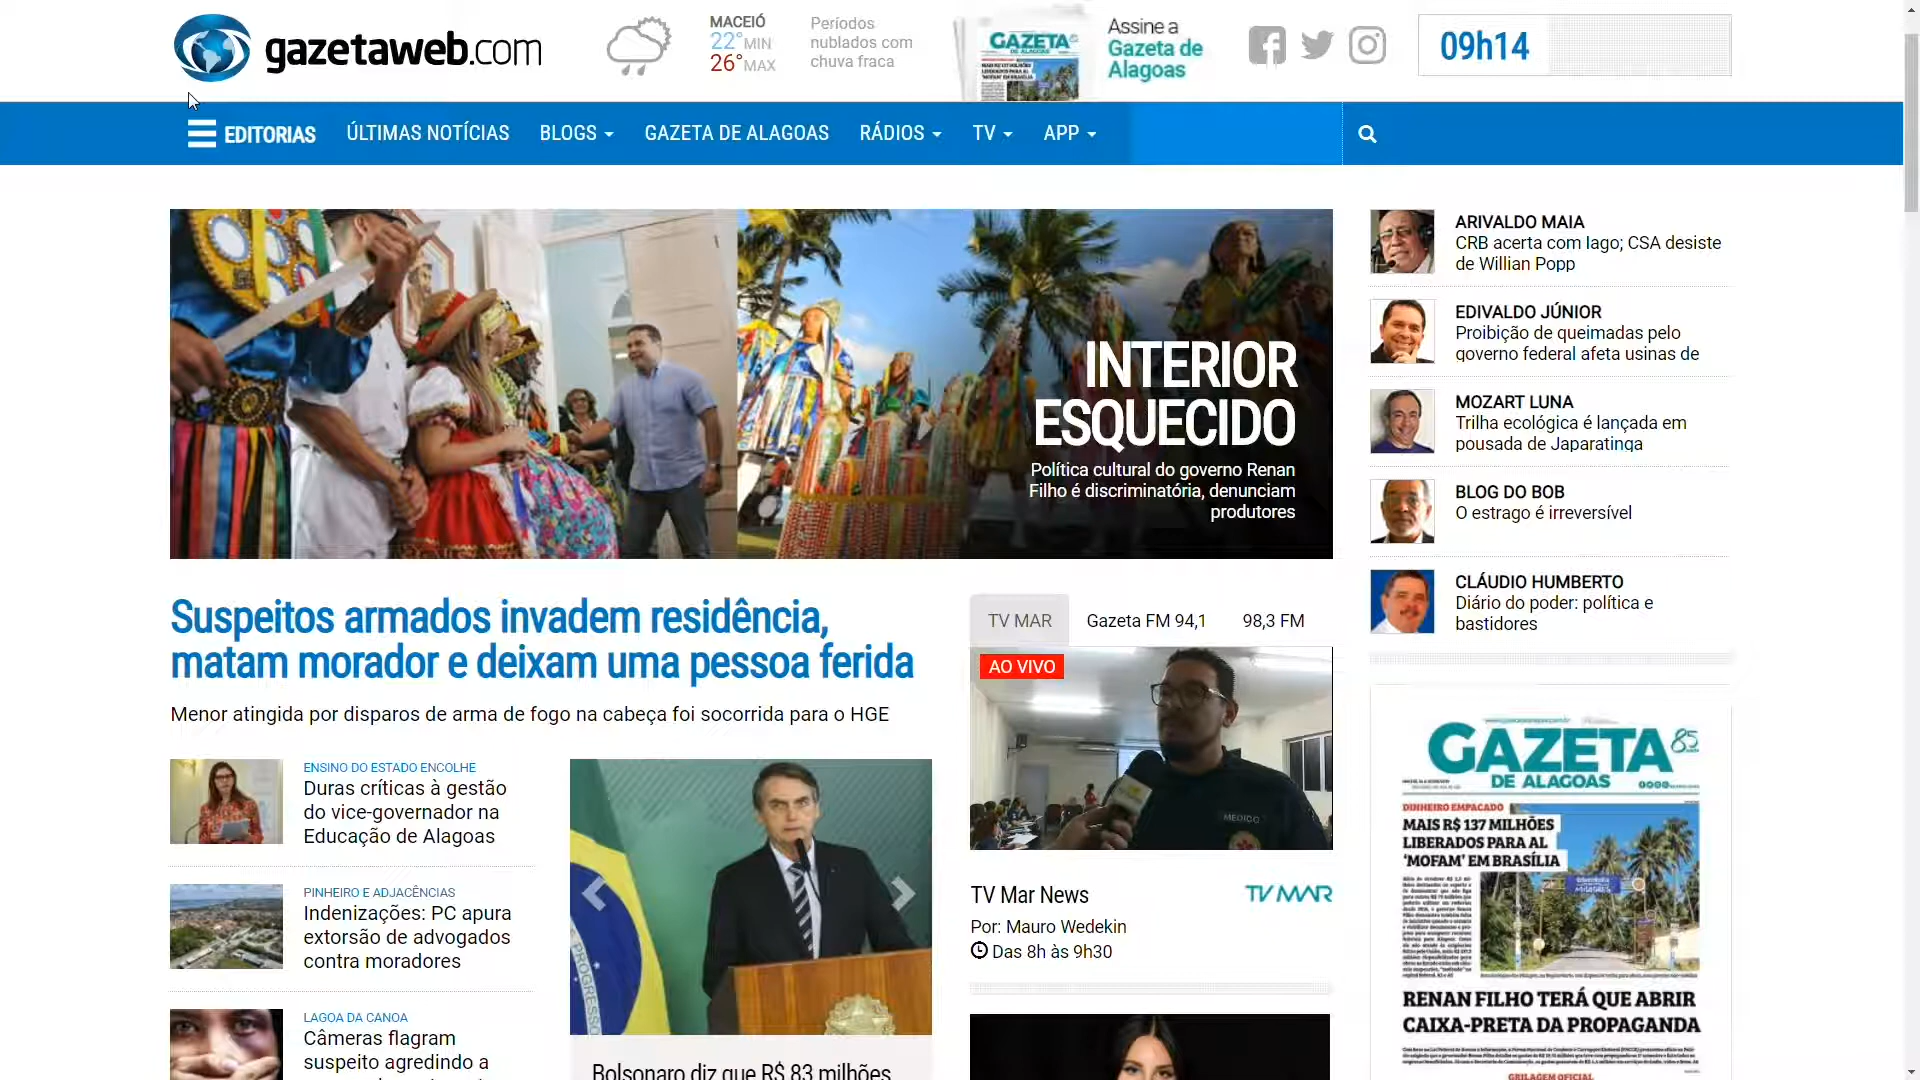 gazetaweb.com
MACEIÓ
22° MIN
26° MAX
Períodos
nublados com
chuva fraca
GAZETA
DE ALAGOAS
Assine a
Gazeta de
Alagoas
09h14
EDITORIAS
ÚLTIMAS NOTÍCIAS
BLOGS
GAZETA DE ALAGOAS
RÁDIOS
TV
APP
INTERIOR
ESQUECIDO
Política cultural do governo Renan
Filho é discriminatória, denunciam
produtores
ARIVALDO MAIA
CRB acerta com Iago; CSA desiste
de Willian Popp
EDIVALDO JÚNIOR
Proibição de queimadas pelo
governo federal afeta usinas de
MOZART LUNA
Trilha ecológica é lançada em
pousada de Japaratinga
BLOG DO BOB
O estrago é irreversível
CLÁUDIO HUMBERTO
Diário do poder: política e
bastidores
Suspeitos armados invadem residência,
matam morador e deixam uma pessoa ferida
Menor atingida por disparos de arma de fogo na cabeça foi socorrida para o HGE
ENSINO DO ESTADO ENCOLHE
Duras críticas à gestão
do vice-governador na
Educação de Alagoas
PINHEIRO E ADJACÊNCIAS
Indenizações: PC apura
extorsão de advogados
contra moradores
LAGOA DA CANOA
Câmeras flagram
suspeito agredindo a
PROGRESSO
Bolsonaro diz que R$ 83 milhões
TV MAR
Gazeta FM 94,1
98,3 FM
AO VIVO
MEDICO
TV Mar News
TV MAR
Por: Mauro Wedekin
Das 8h às 9h30
GAZETA 85
DE ALAGOAS
DINHEIRO EMPACADO
MAIS R$ 137 MILHÕES
LIBERADOS PARA AL
‘MOFAM’ EM BRASÍLIA
RENAN FILHO TERÁ QUE ABRIR
CAIXA-PRETA DA PROPAGANDA
GRILAGEM OFICIAL